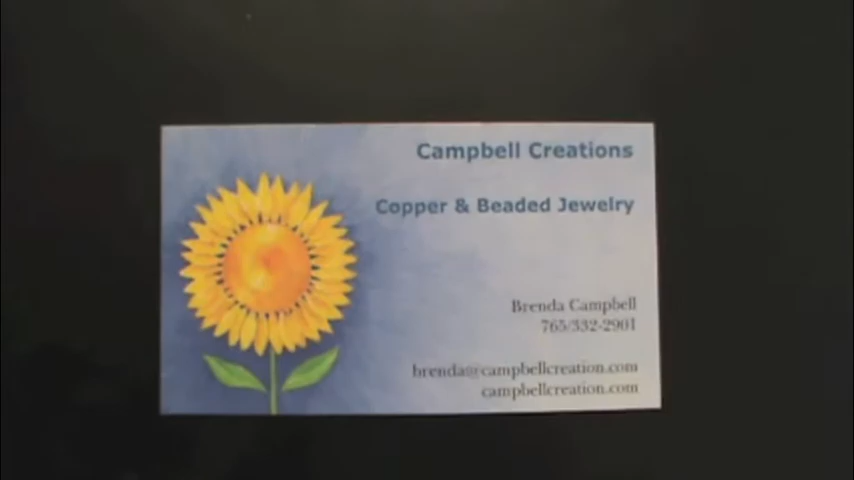 Campbell Creations
Copper & Beaded Jewelry
Brenda Campbell
765/332-2901
brenda@campbellcreation.com
campbellcreation.com